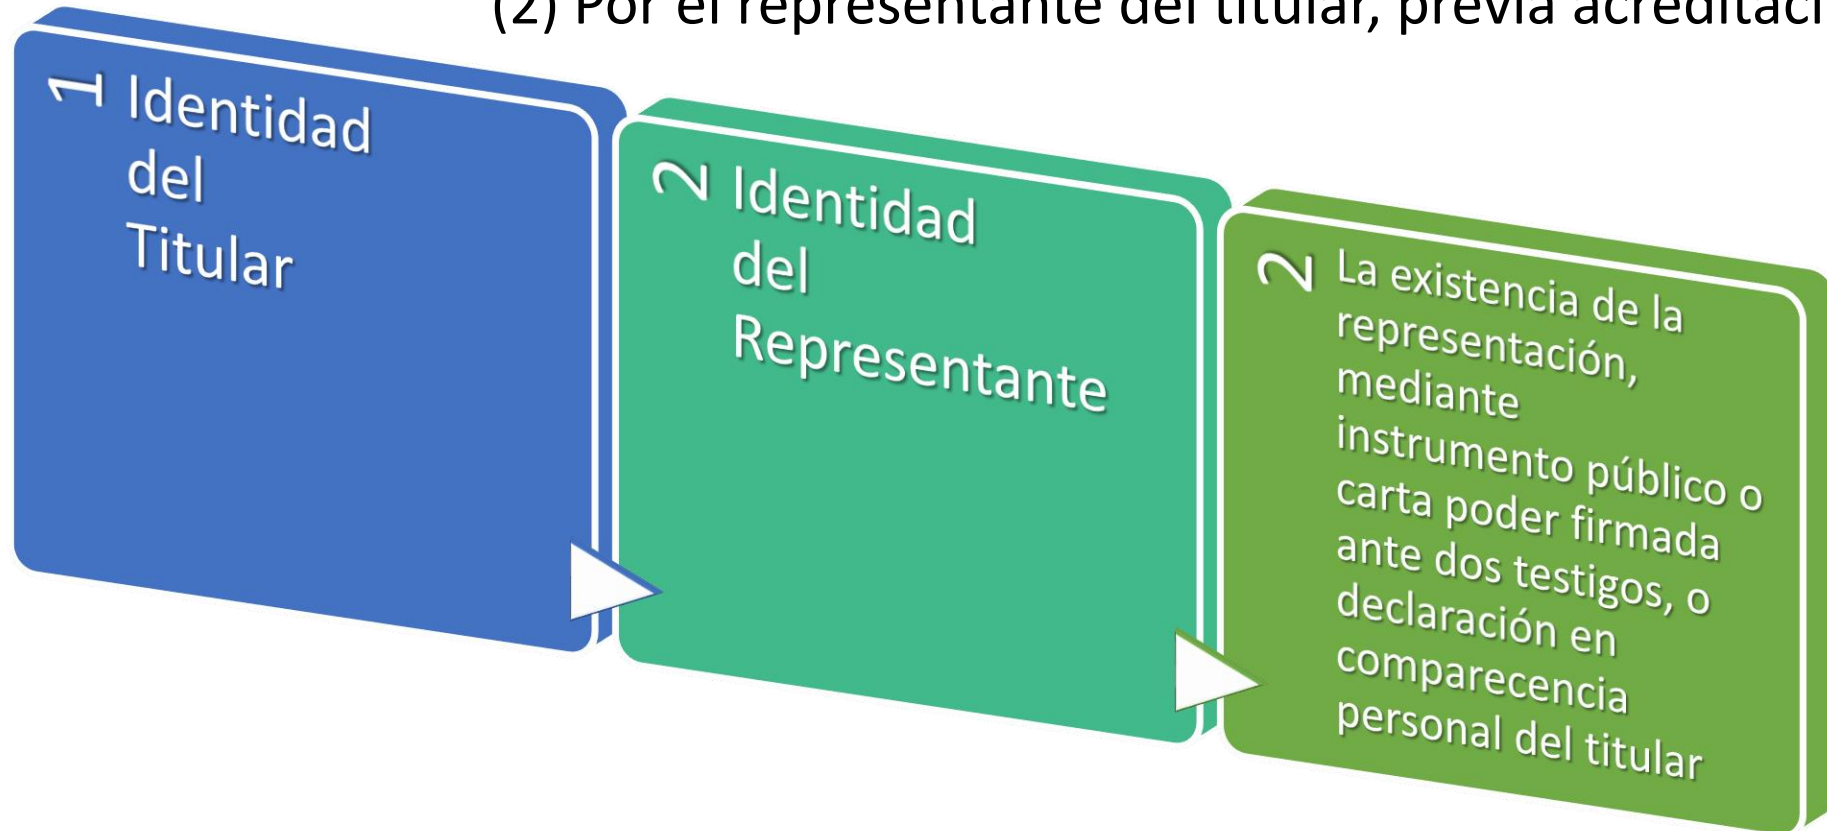 (2) Por el representante del titular, previa
1 Identidad
del
Titular
2 Identidad
del
Representante
2 La existencia de la
representación,
mediante
instrumento público o
carta poder firmada
ante dos testigos, o
declaración en
comparecencia
personal del titular